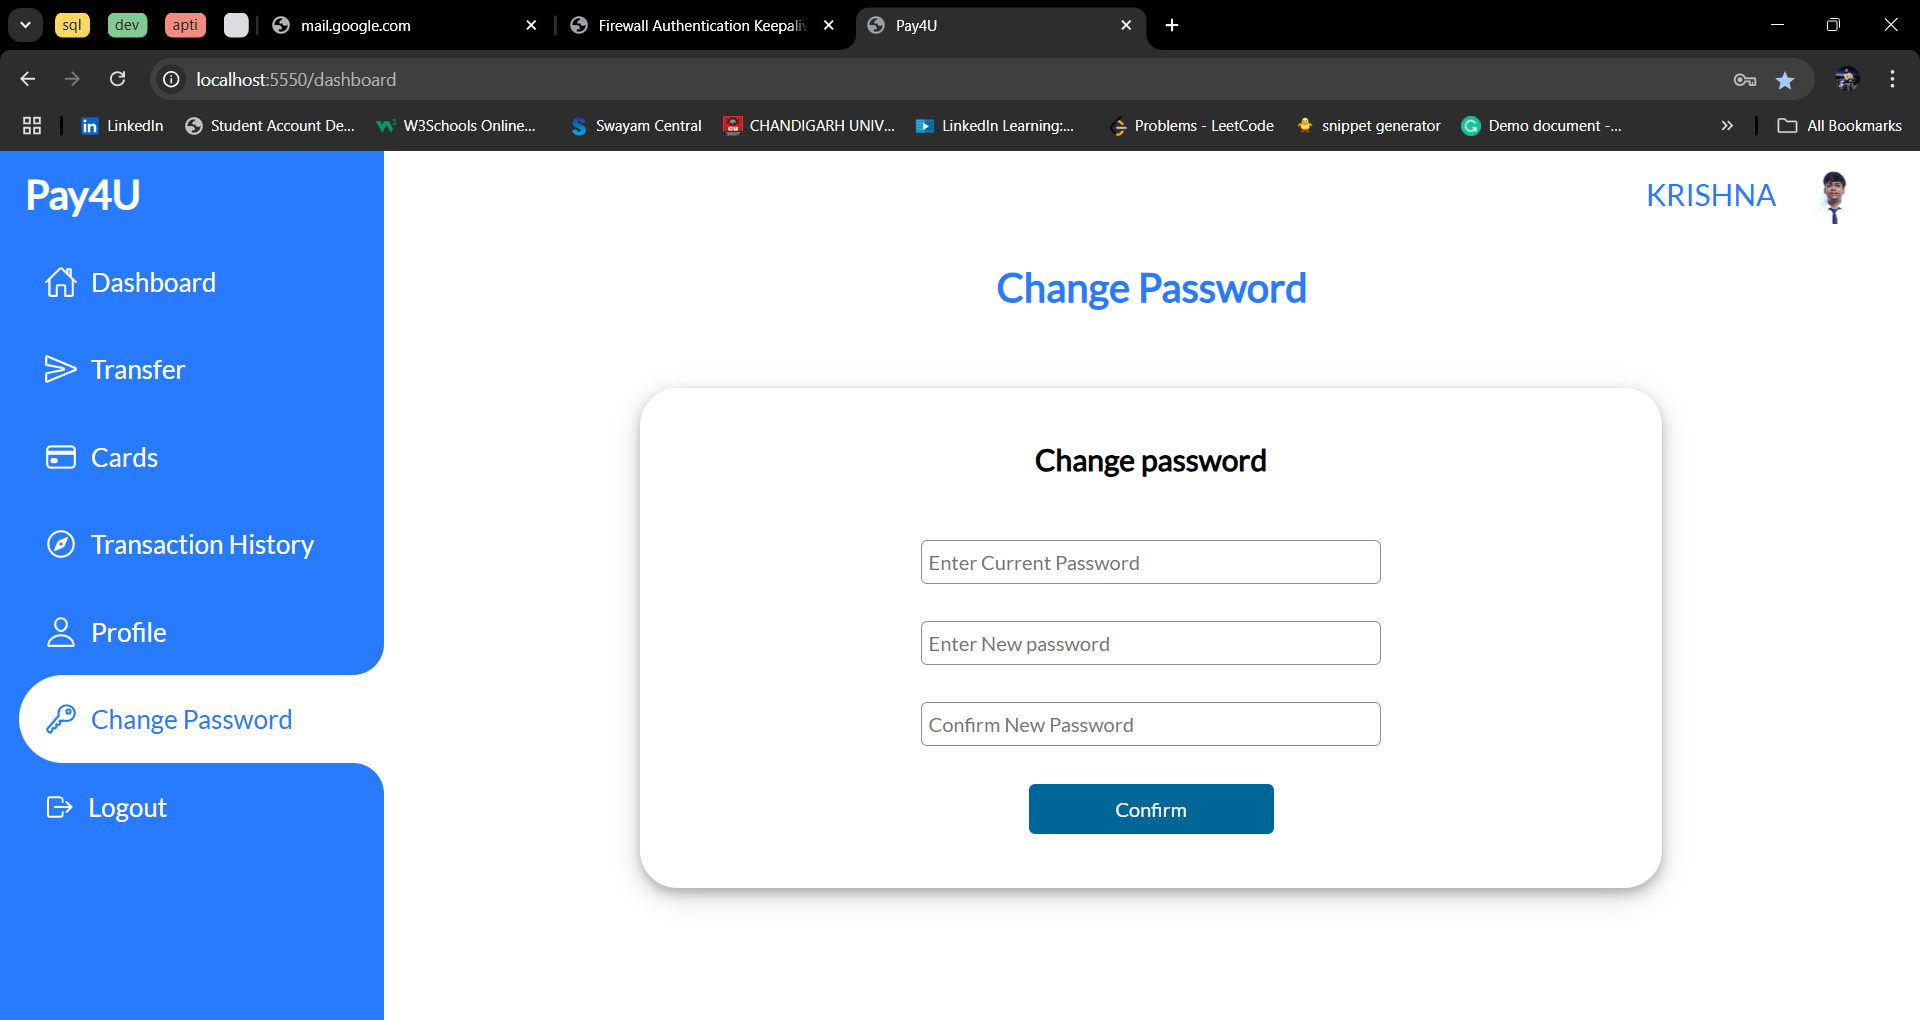 sql dev apti mail.google.com Firewall Authentication Keepaliv Pay4U
localhost:5550/dashboard
LinkedIn Student Account De... W3Schools Online... Swayam Central CHANDIGARH UNIV... LinkedIn Learning:... Problems - LeetCode snippet generator Demo document -... All Bookmarks
Pay4U
KRISHNA
Dashboard
Transfer
Cards
Transaction History
Profile
Change Password
Logout
Change Password
Change password
Enter Current Password
Enter New password
Confirm New Password
Confirm